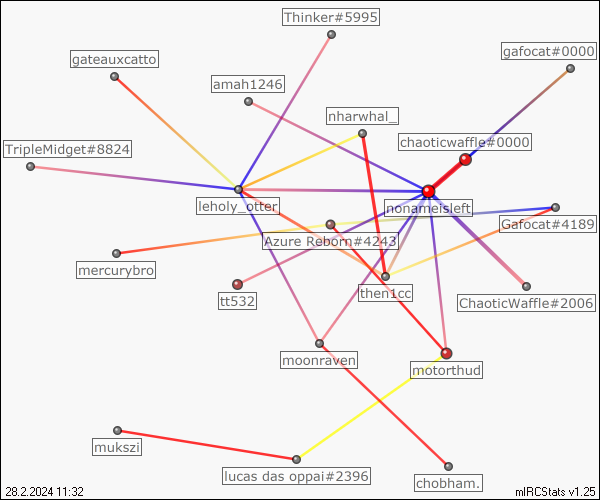 Thinker#5995
gafocat#0000
gateauxcatto
amah1246
nharwhal_
chaoticwaffle#0000
TripleMidget#8824
leholy_otter
nonameisleft_
Gafocat#4189
Azure Reborn#4243
mercurybro
then1cc
tt532
ChaoticWaffle#2006
moonraven
motorthud
mukszi
lucas das oppai#2396
chobham.
28.2.2024 11:32
mIRCStats v1.25